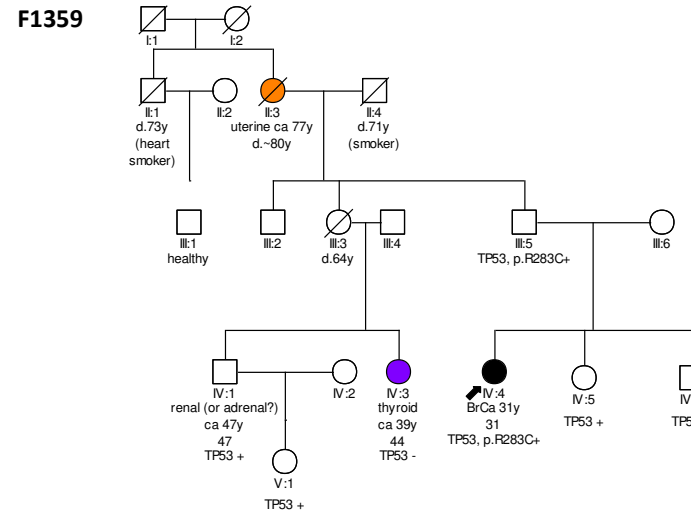 F1359
I:1
I:2
II:1
d.73y
(heart
smoker)
II:2
II:3
uterine ca 77y
d.~80y
II:4
d.71y
(smoker)
III:1
healthy
III:2
III:3
d.64y
III:4
III:5
TP53, p.R283C+
III:6
IV:1
renal (or adrenal?)
ca 47y
47
TP53 +
IV:2
IV:3
thyroid
ca 39y
44
TP53 -
IV:4
BrCa 31y
31
TP53, p.R283C+
IV:5
TP53 +
IV
TP5
V:1
TP53 +